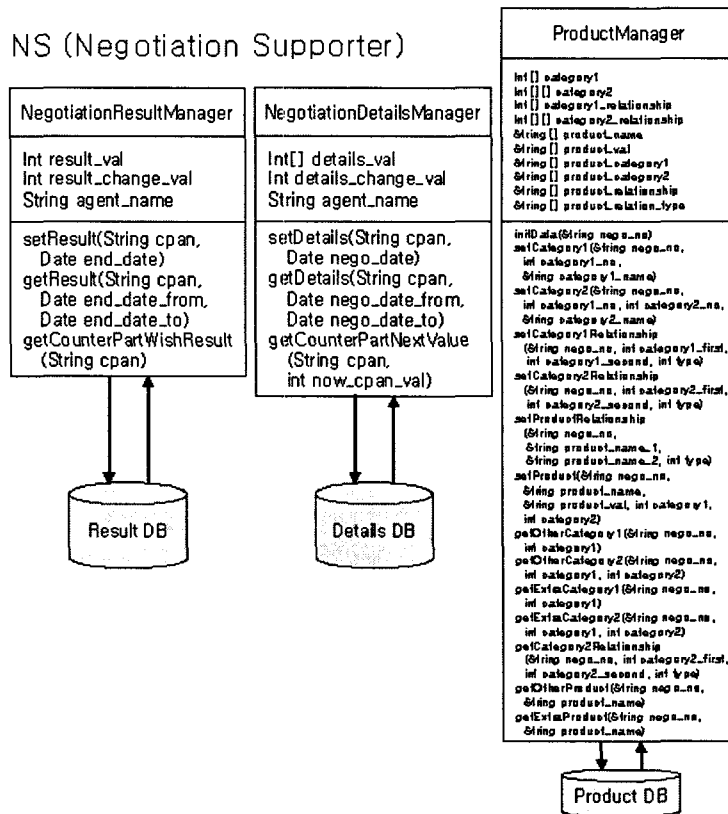 NS (Negotiation Supporter)
NegotiationResultManager
Int result_val
Int result_change_val
String agent_name
setResult(String cpan,
Date end_date)
getResult(String cpan,
Date end_date_from,
Date end_date_to)
getCounterPartWishResult
(String cpan)
Result DB
NegotiationDetailsManager
Int[] details_val
Int details_change_val
String agent_name
setDetails(String cpan,
Date nego_date)
getDetails(String cpan,
Date nego_date_from,
Date nego_date_to)
getCounterPartNextValue
(String cpan,
int now_cpan_val)
Details DB
ProductManager
Int [] category1
Int [] [] category2
Int [] category1_relationship
Int [] [] category2_relationship
String [] product_name
String [] product_val
String [] product_category1
String [] product_category2
String [] product_relationship
String [] product_relation_type
initData(String nego_no)
setCategory1(String nego_no,
int category1_no,
String category1_name)
setCategory2(String nego_no,
int category1_no, int category2_no,
String category2_name)
setCategory1Relationship
(String nego_no, int category1_first,
int category1_second, int type)
setCategory2Relationship
(String nego_no, int category2_first,
int category2_second, int type)
setProductRelationship
(String nego_no,
String product_name_1,
String product_name_2, int type)
setProduct(String nego_no,
String product_name,
String product_val, int category1,
int category2)
getOtherCategory1(String nego_no,
int category1)
getOtherCategory2(String nego_no,
int category1, int category2)
getExtraCategory1(String nego_no,
int category1)
getExtraCategory2(String nego_no,
int category1, int category2)
getCategory2Relationship
(String nego_no, int category2_first,
int category2_second, int type)
getOtherProduct(String nego_no,
String product_name)
getExtraProduct(String nego_no,
String product_name)
Product DB